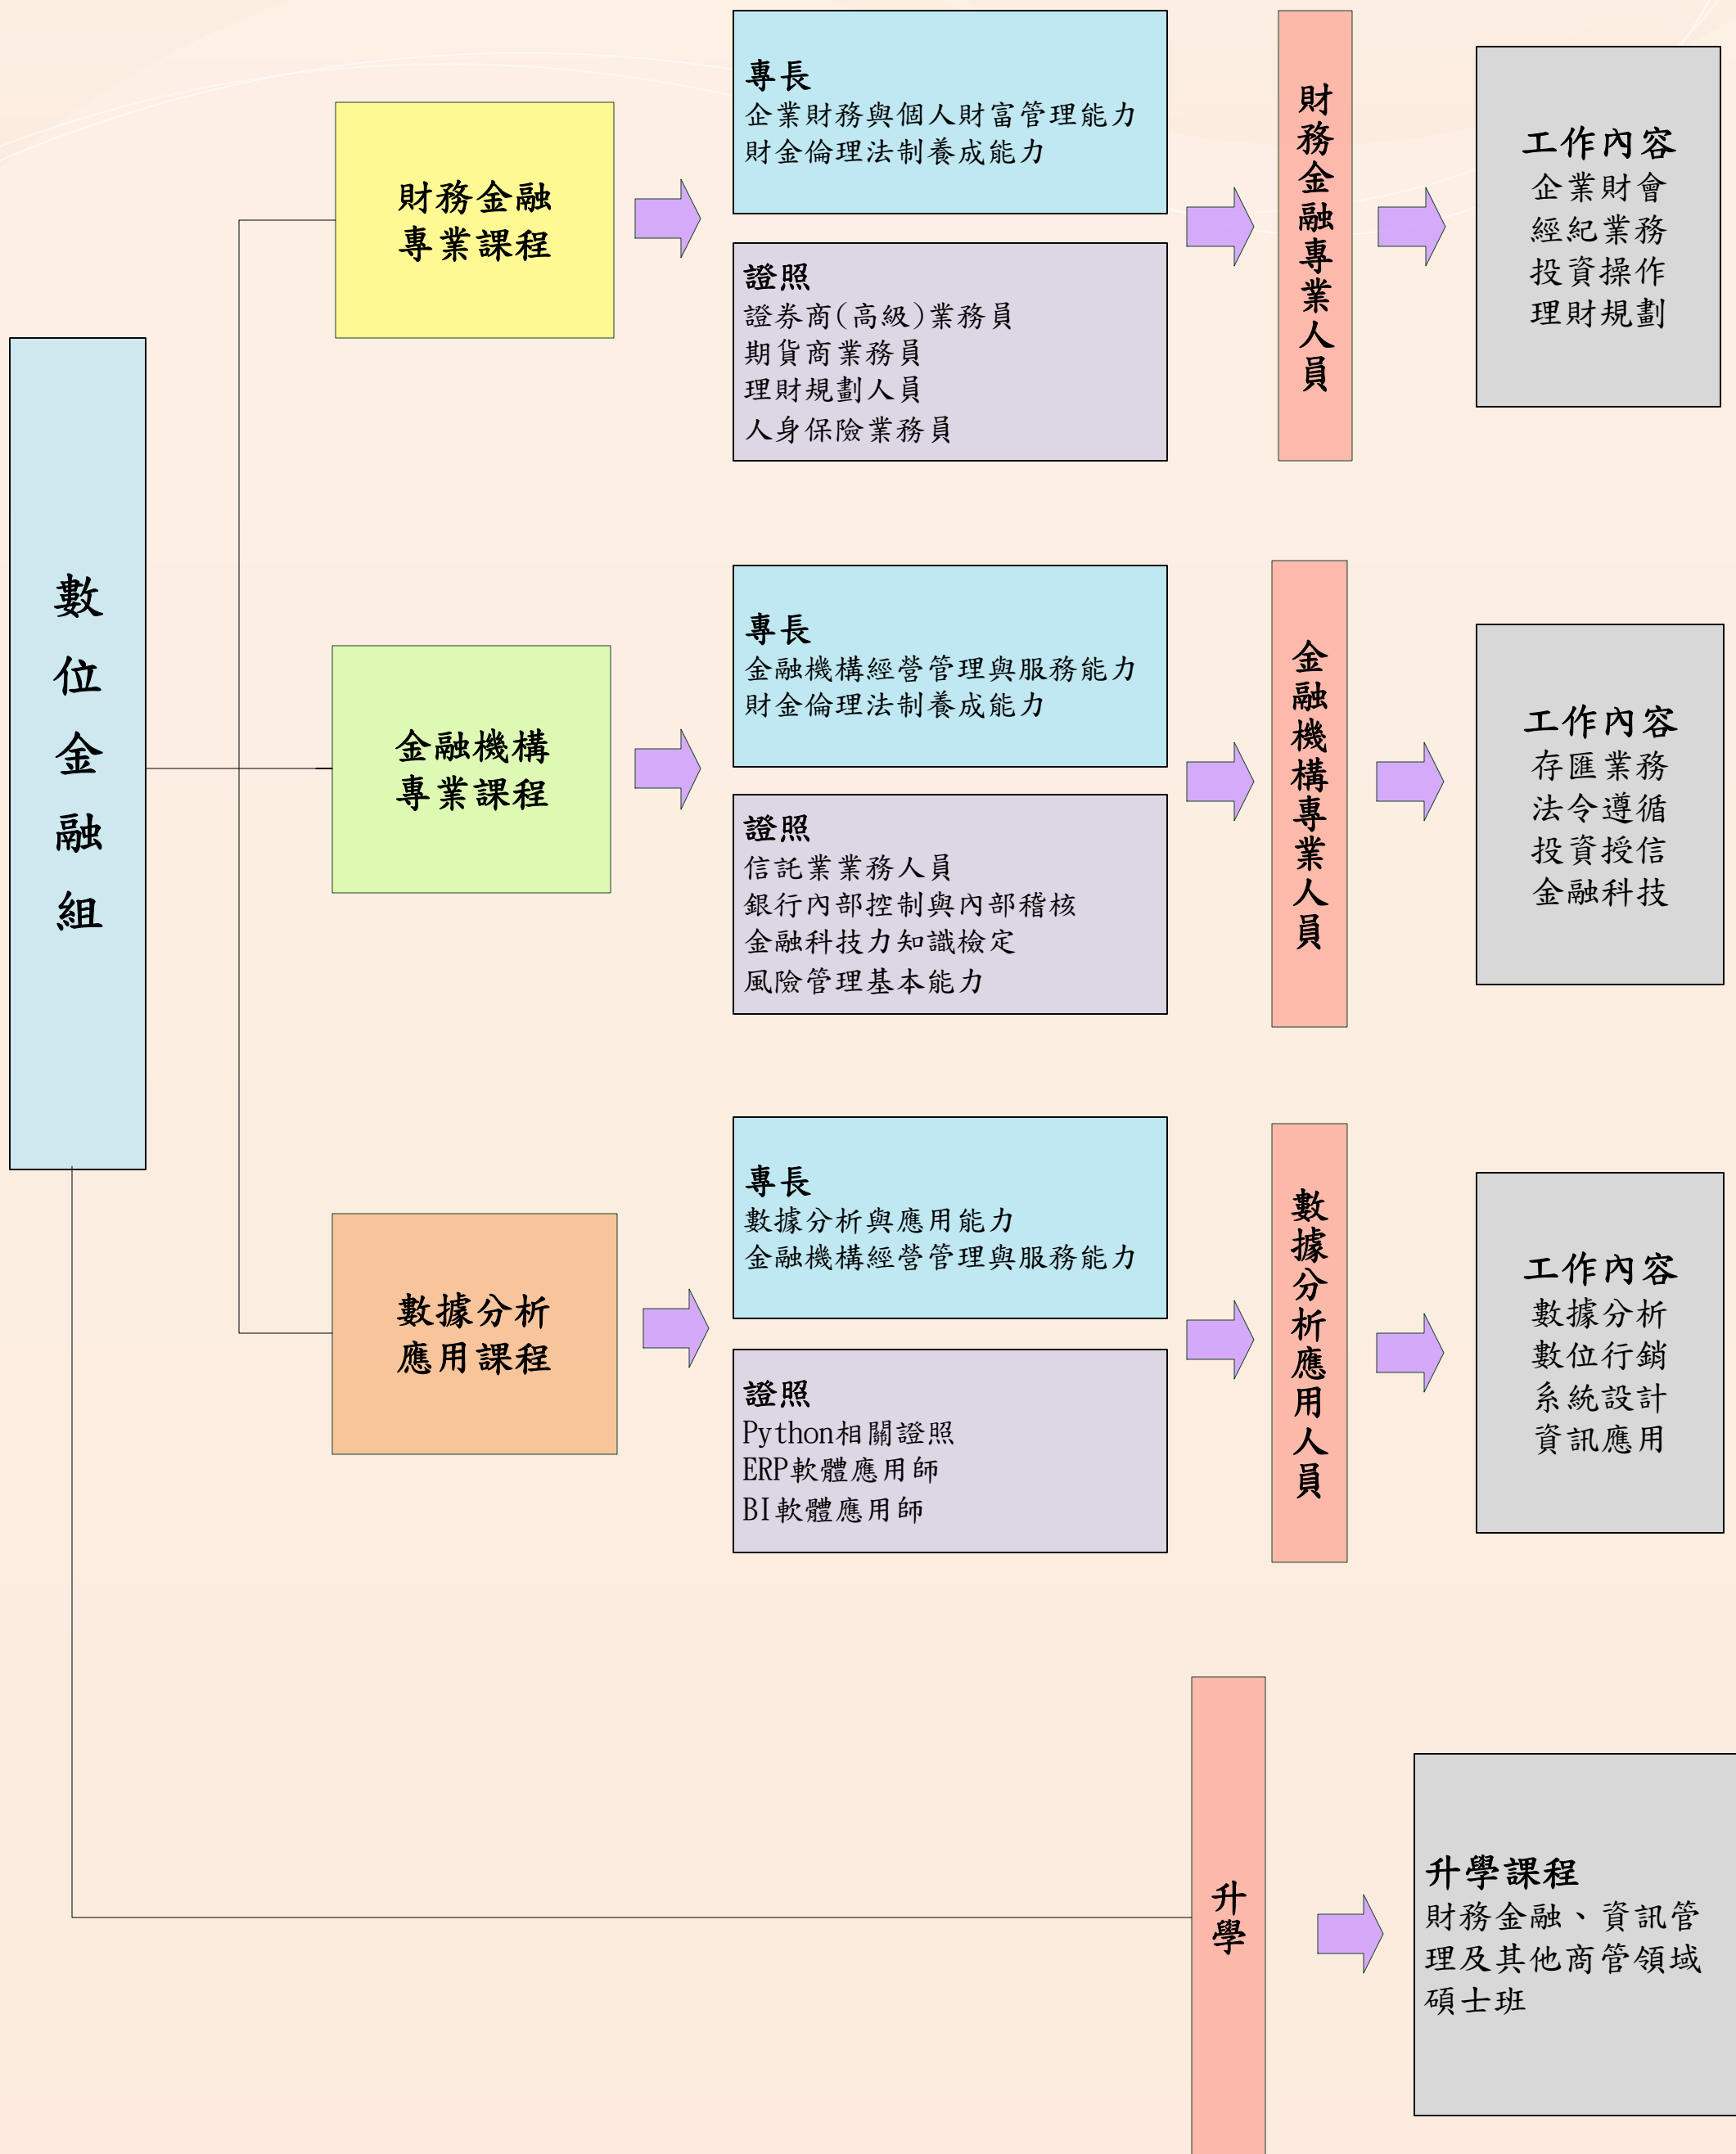 數位金融組
財務金融
專業課程
專長
企業財務與個人財富管理能力
財金倫理法制養成能力
證照
證券商(高級)業務員
期貨商業務員
理財規劃人員
人身保險業務員
財務金融專業人員
工作內容
企業財會
經紀業務
投資操作
理財規劃
金融機構
專業課程
專長
金融機構經營管理與服務能力
財金倫理法制養成能力
證照
信託業業務人員
銀行內部控制與內部稽核
金融科技力知識檢定
風險管理基本能力
金融機構專業人員
工作內容
存匯業務
法令遵循
投資授信
金融科技
數據分析
應用課程
專長
數據分析與應用能力
金融機構經營管理與服務能力
證照
Python相關證照
ERP軟體應用師
BI軟體應用師
數據分析應用人員
工作內容
數據分析
數位行銷
系統設計
資訊應用
升學
升學課程
財務金融、資訊管
理及其他商管領域
碩士班